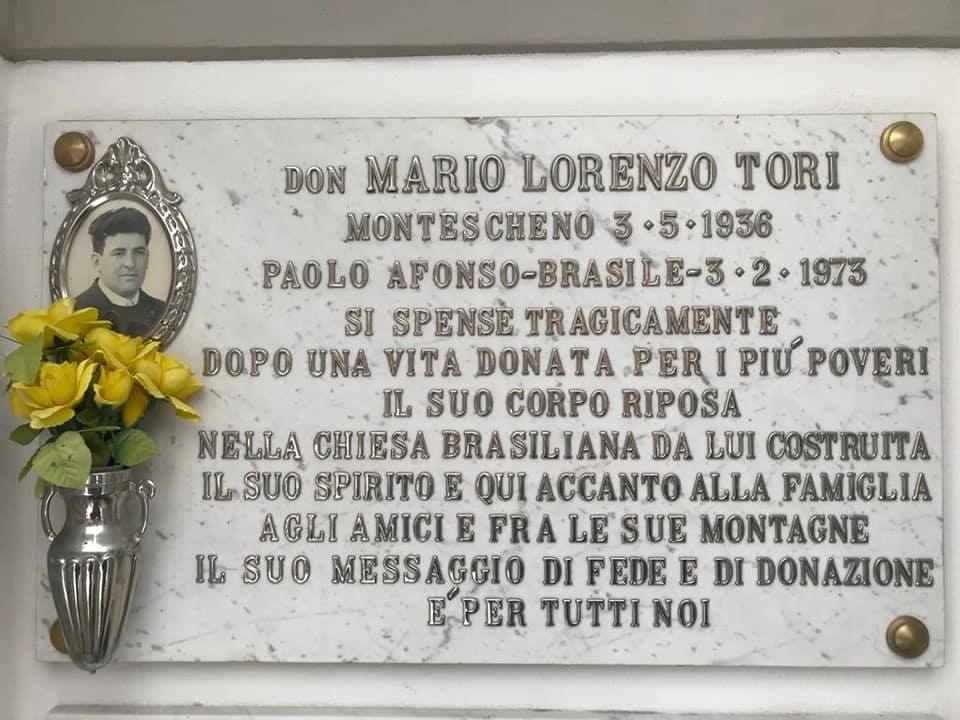 DON MARIO LORENZO TORI
MONTESCHENO 3·5·1936
PAOLO AFONSO-BRASILE-3·2·1973
SI SPENSE TRAGICAMENTE
DOPO UNA VITA DONATA PER I PIU´ POVERI
IL SUO CORPO RIPOSA
NELLA CHIESA BRASILIANA DA LUI COSTRUITA
IL SUO SPIRITO E QUI ACCANTO ALLA FAMIGLIA
AGLI AMICI E FRA LE SUE MONTAGNE
IL SUO MESSAGGIO DI FEDE E DI DONAZIONE
E´ PER TUTTI NOI